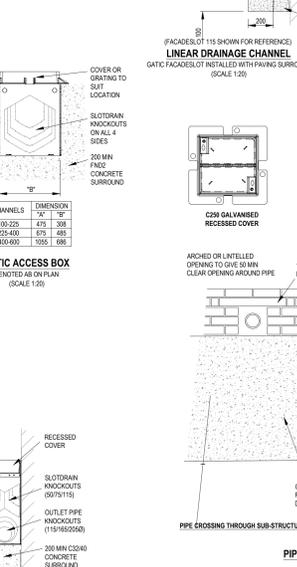 100
200
(FACADESLOT 115 SHOWN FOR REFERENCE)
LINEAR DRAINAGE CHANNEL
GATIC FACADESLOT INSTALLED WITH PAVING SURRO
(SCALE 1:20)
COVER OR
GRATING TO
SUIT
LOCATION
SLOTDRAIN
KNOCKOUTS
ON ALL 4
SIDES
200 MIN
FND2
CONCRETE
SURROUND
"B"
HANNELS DIMENSION
"A" "B"
00-225 475 308
225-400 675 485
400-600 1055 686
TIC ACCESS BOX
ENOTED AB ON PLAN
(SCALE 1:20)
C250 GALVANISED
RECESSED COVER
ARCHED OR LINTELLED
OPENING TO GIVE 50 MIN
CLEAR OPENING AROUND PIPE
RECESSED
COVER
SLOTDRAIN
KNOCKOUTS
(50/75/115)
OUTLET PIPE
KNOCKOUTS
(115/165/205Ø)
200 MIN C32/40
CONCRETE
SURROUND
PIPE CROSSING THROUGH SUB-STRUCTU
PIP